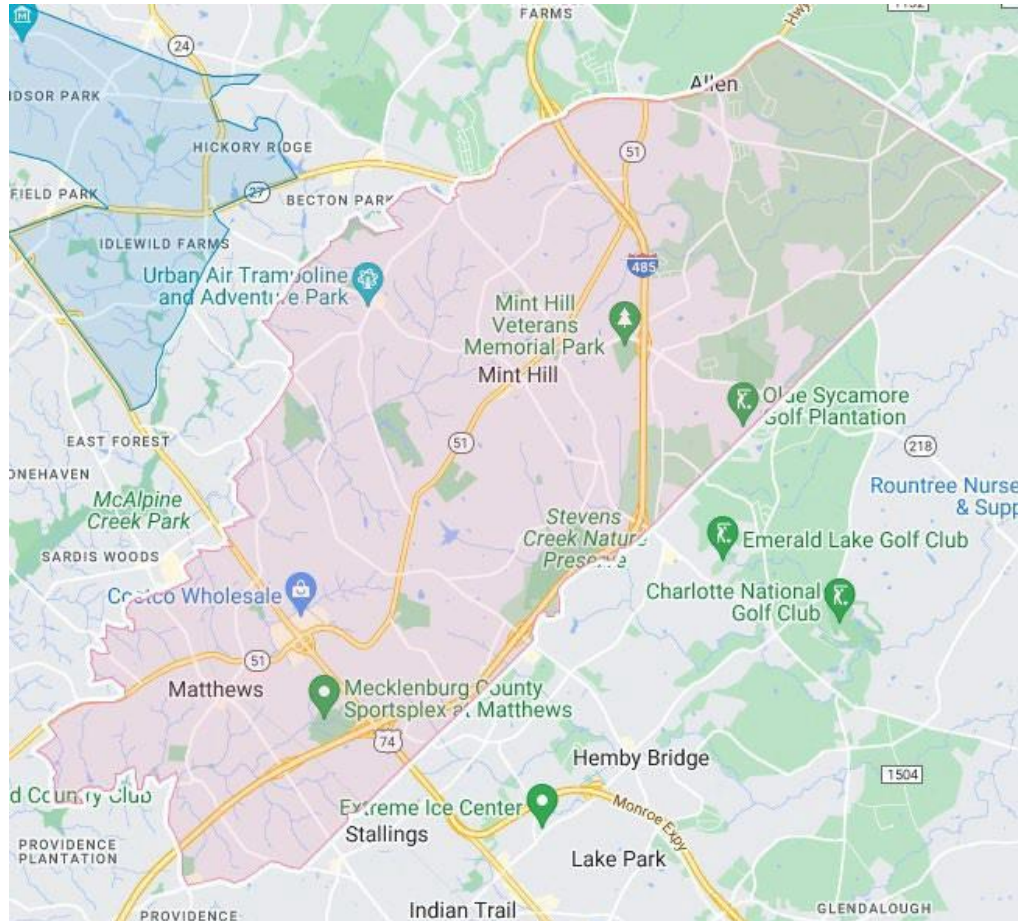 FARMS
1152
Hwy
24
Allen
DSOR PARK
HICKORY RIDGE
51
FIELD PARK
27
BECTON PARK
IDLEWILD FARMS
Urban Air Trampoline
and Adventure Park
485
Mint Hill
Veterans
Memorial Park
Mint Hill
Olde Sycamore
Golf Plantation
EAST FOREST
51
218
ONEHAVEN
McAlpine
Creek Park
Rountree Nurse
& Supp
Stevens
Creek Nature
Preserve
Emerald Lake Golf Club
SARDIS WOODS
Costco Wholesale
Charlotte National
Golf Club
51
Matthews
Mecklenburg County
Sportsplex at Matthews
74
Hemby Bridge
1504
d Country Club
Extreme Ice Center
Monroe Expy
Stallings
PROVIDENCE
PLANTATION
Lake Park
Indian Trail
PROVIDENCE
GLENDALOUGH